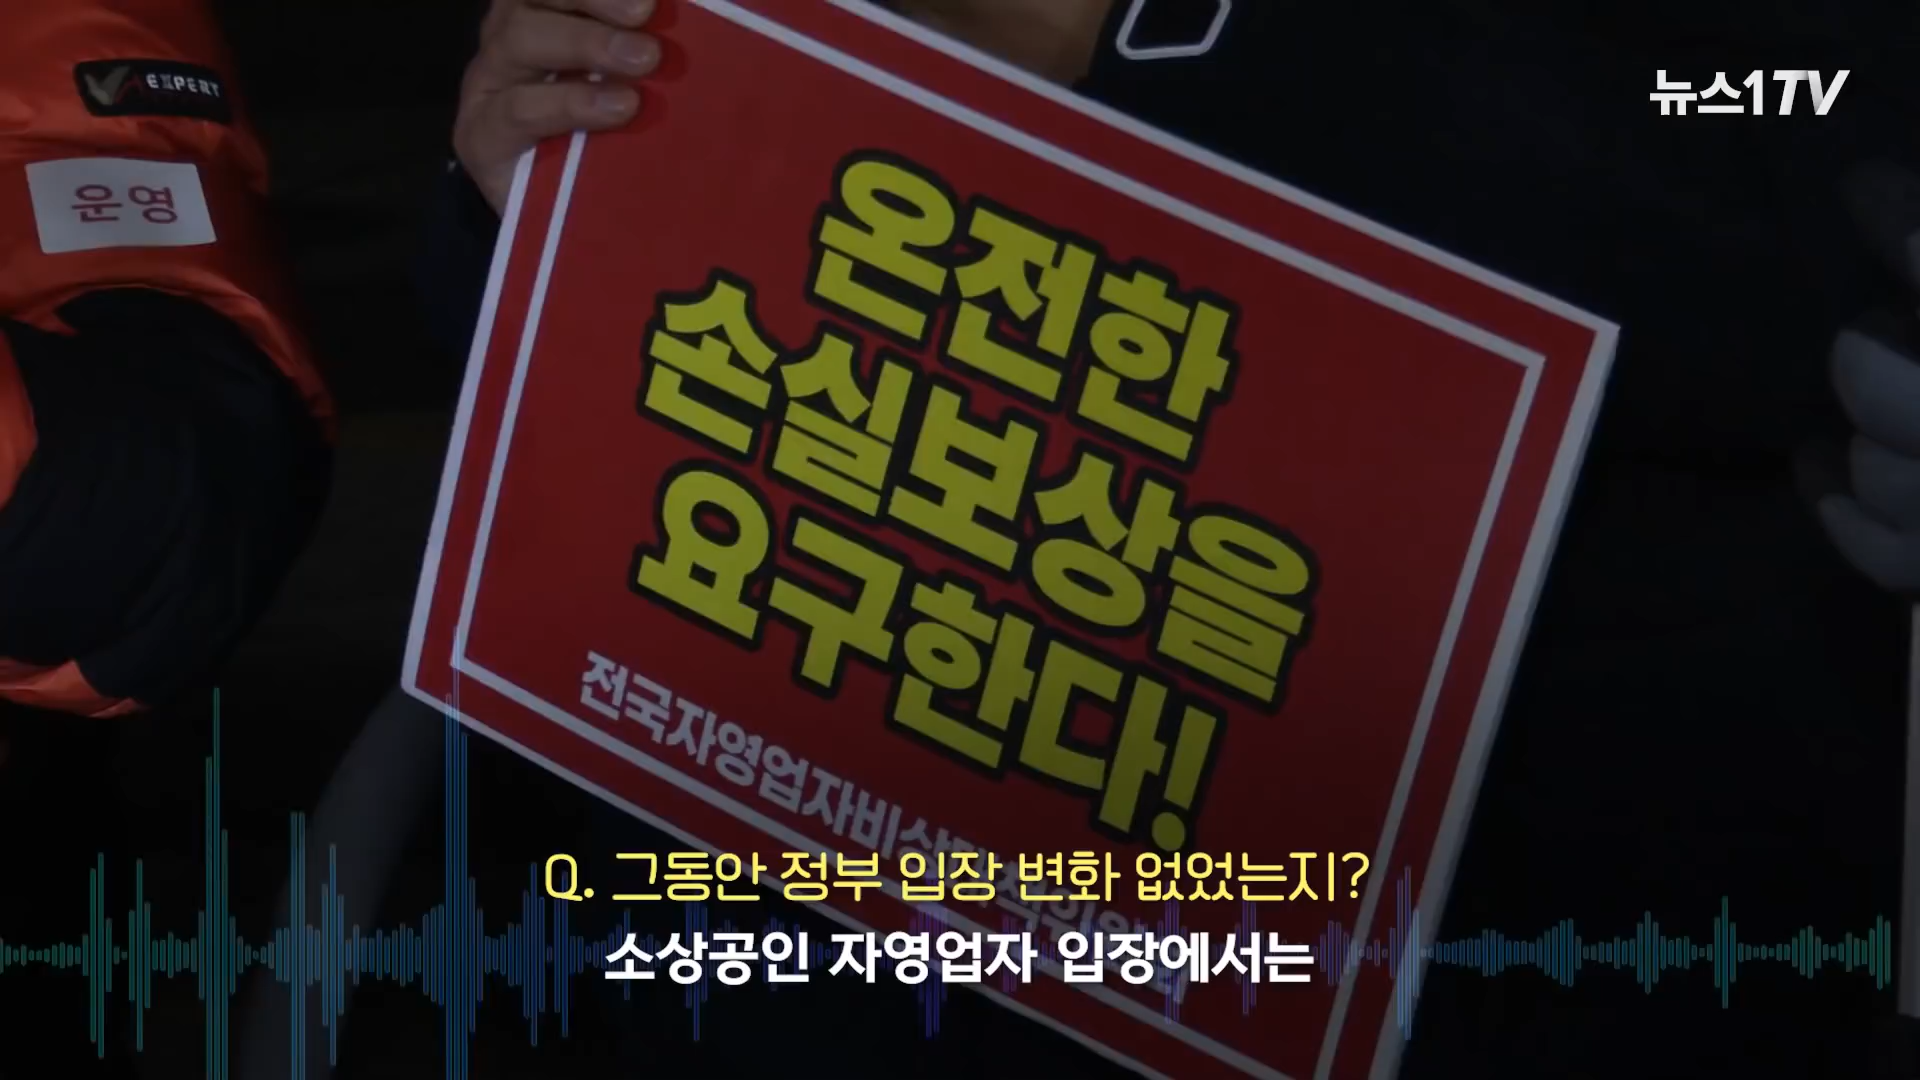 EXPERT
운영
뉴스1TV
온전한
손실보상을
요구한다!
전국자영업자비상
Q. 그동안 정부 입장 변화 없었는지?
소상공인 자영업자 입장에서는